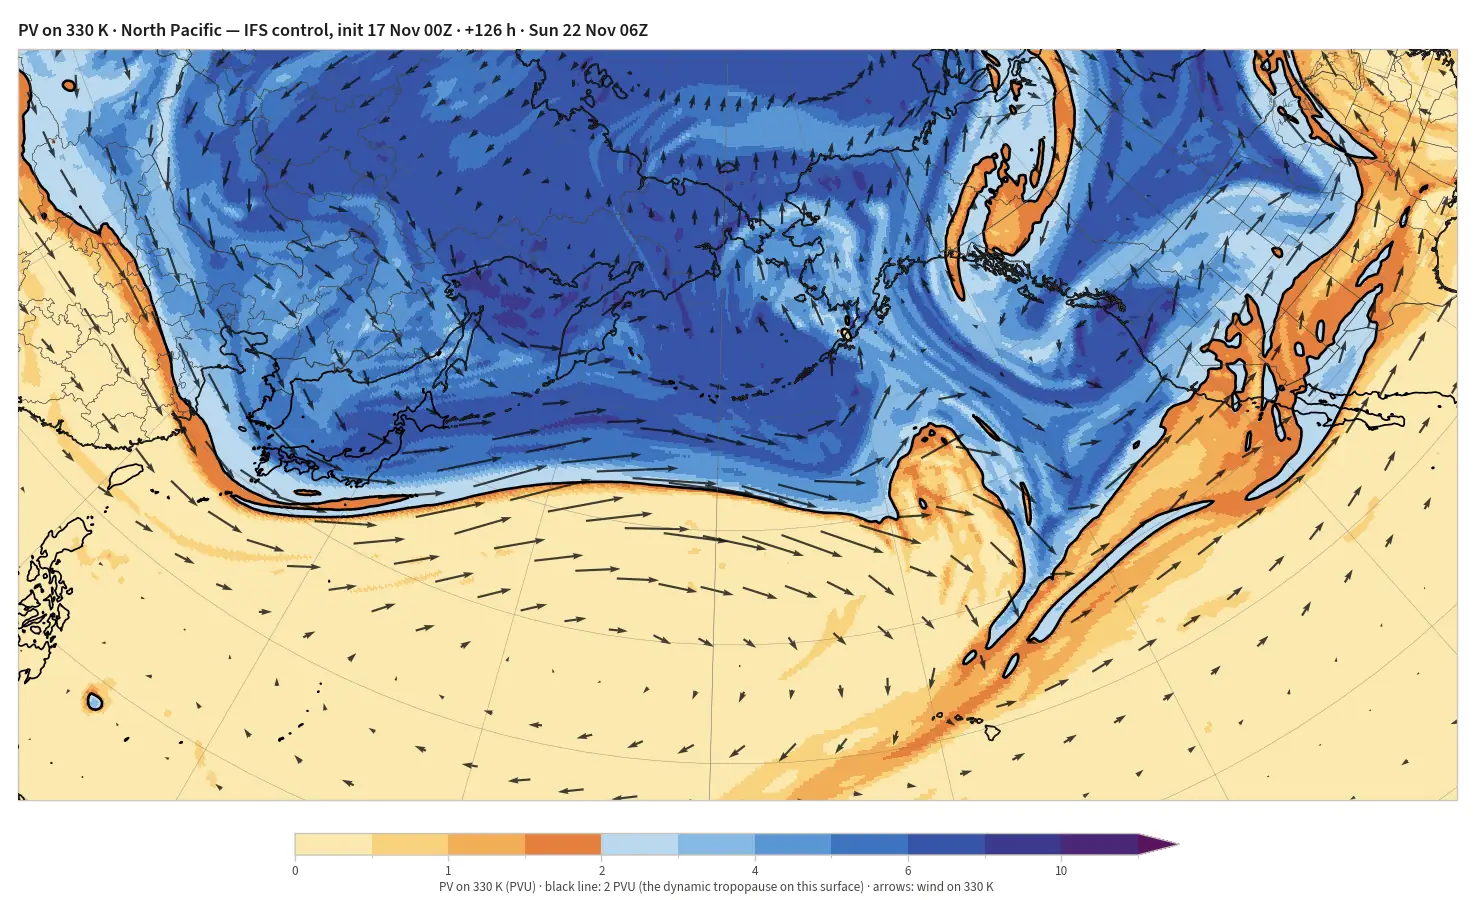 PV on 330 K · North Pacific — IFS control, init 17 Nov 00Z · +126 h · Sun 22 Nov 06Z
0 1 2 4 6 10
PV on 330 K (PVU) · black line: 2 PVU (the dynamic tropopause on this surface) · arrows: wind on 330 K